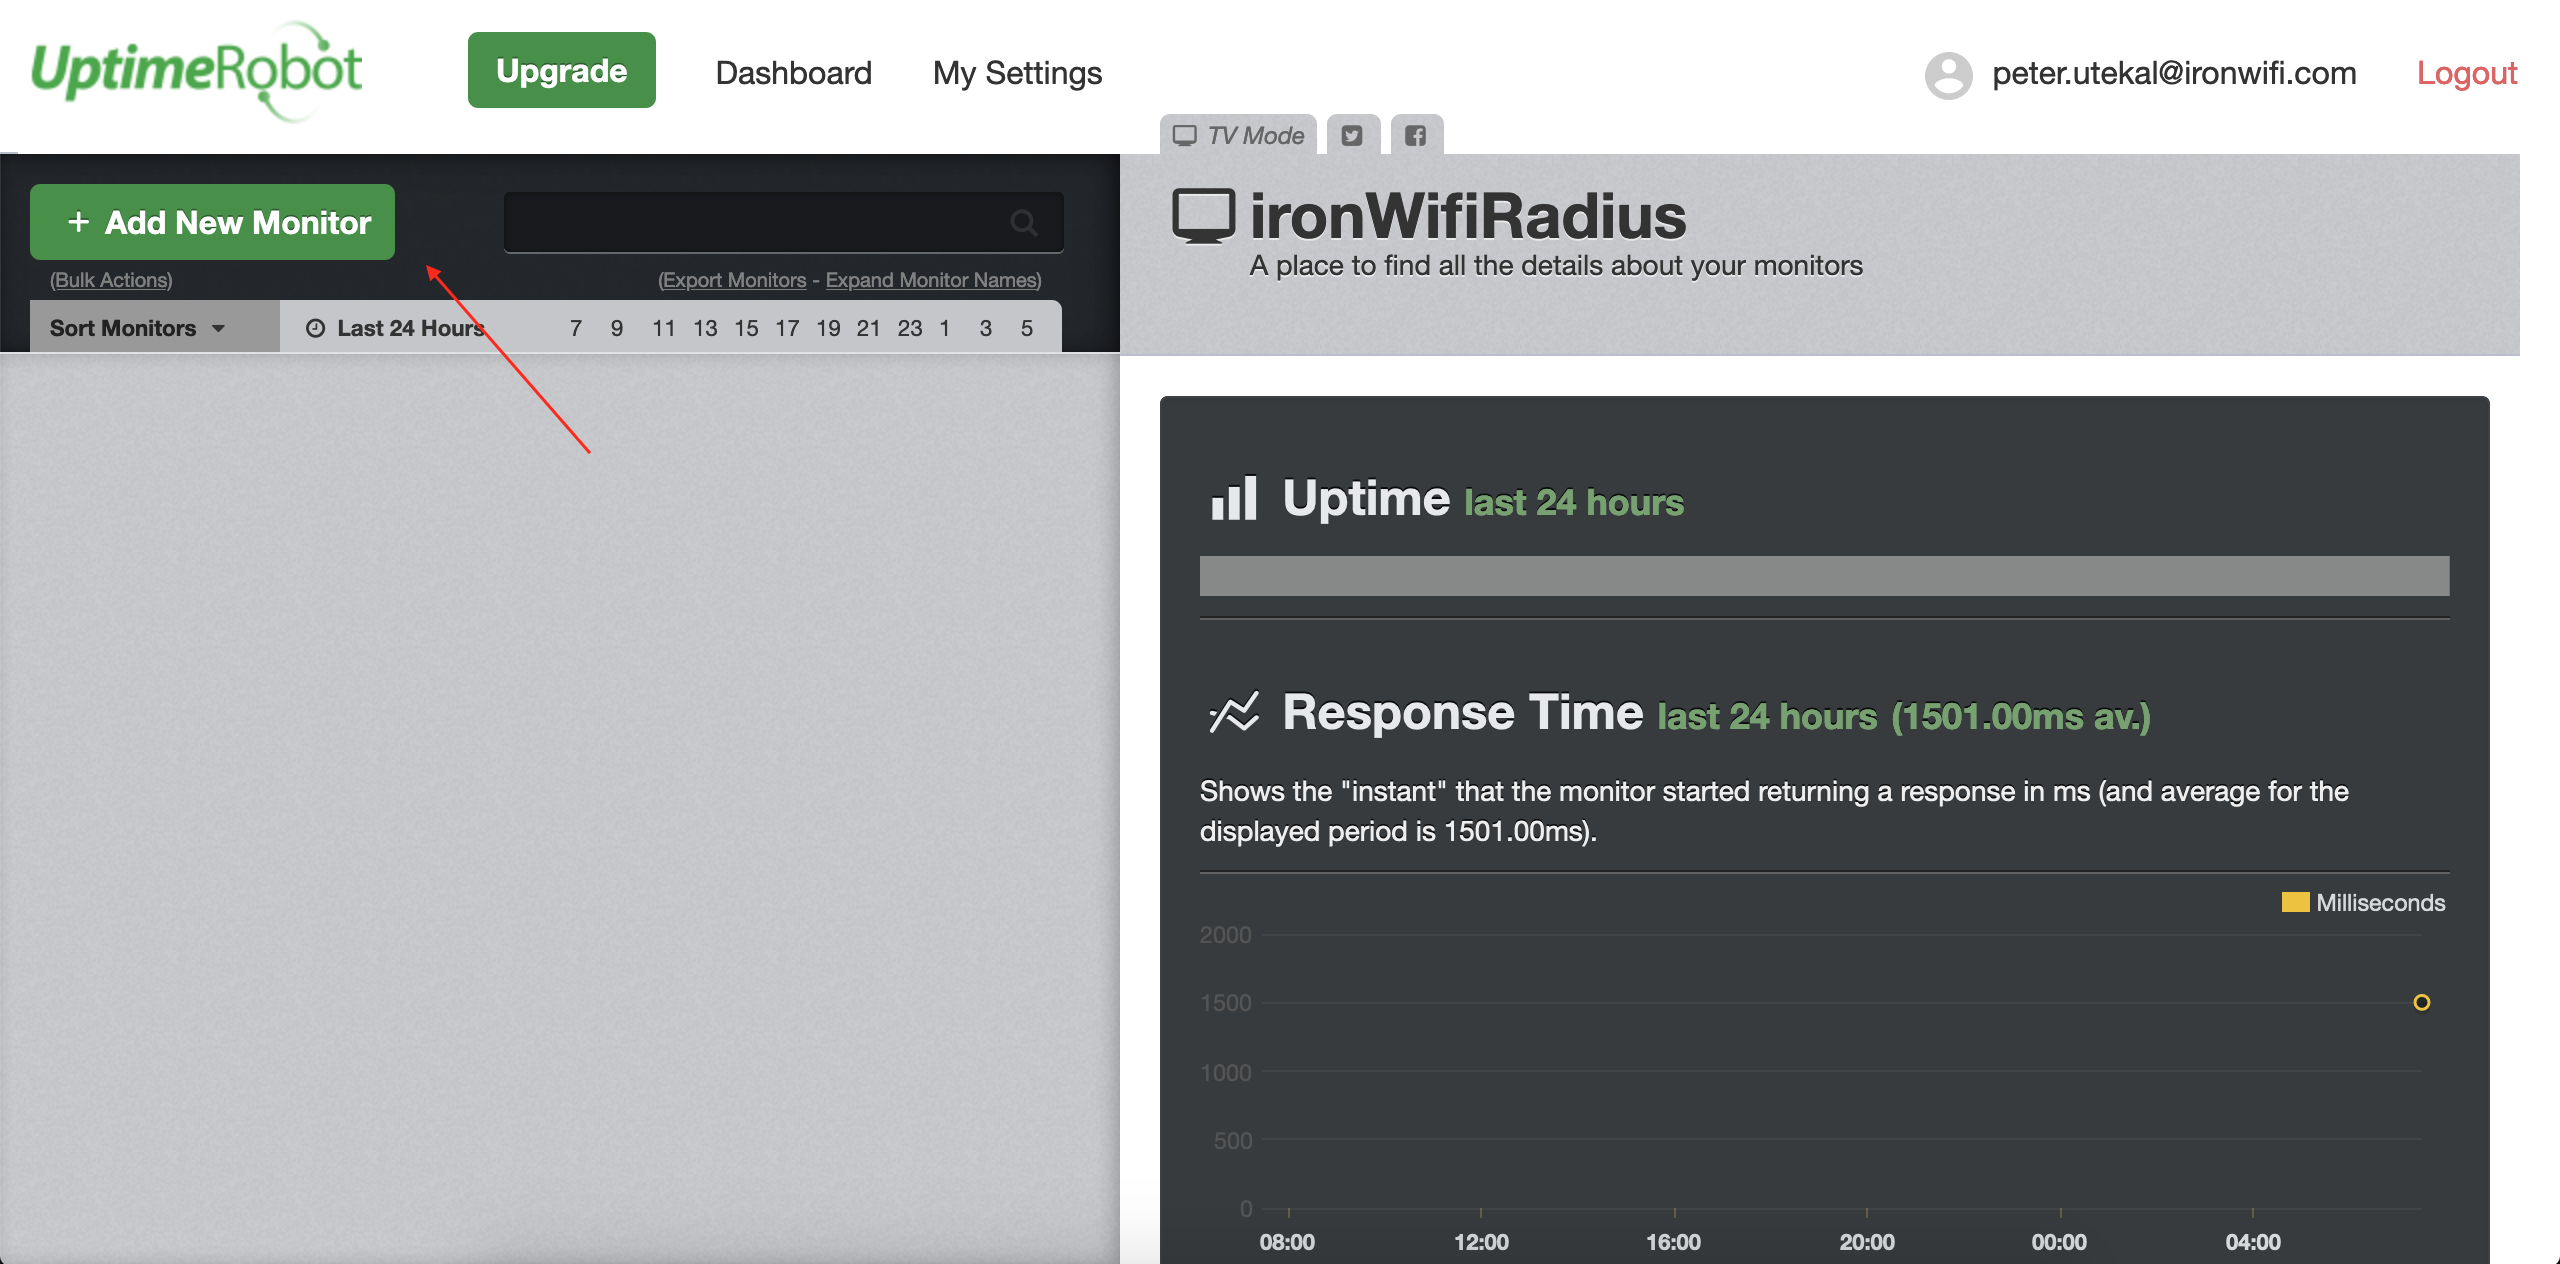 UptimeRobot
Upgrade
Dashboard
My Settings
peter.utekal@ironwifi.com
Logout
TV Mode
+ Add New Monitor
(Bulk Actions)
(Export Monitors - Expand Monitor Names)
Sort Monitors
Last 24 Hours
7 9 11 13 15 17 19 21 23 1 3 5
ironWifiRadius
A place to find all the details about your monitors
Uptime last 24 hours
Response Time last 24 hours (1501.00ms av.)
Shows the "instant" that the monitor started returning a response in ms (and average for the
displayed period is 1501.00ms).
Milliseconds
2000
1500
1000
500
0
08:00 12:00 16:00 20:00 00:00 04:00